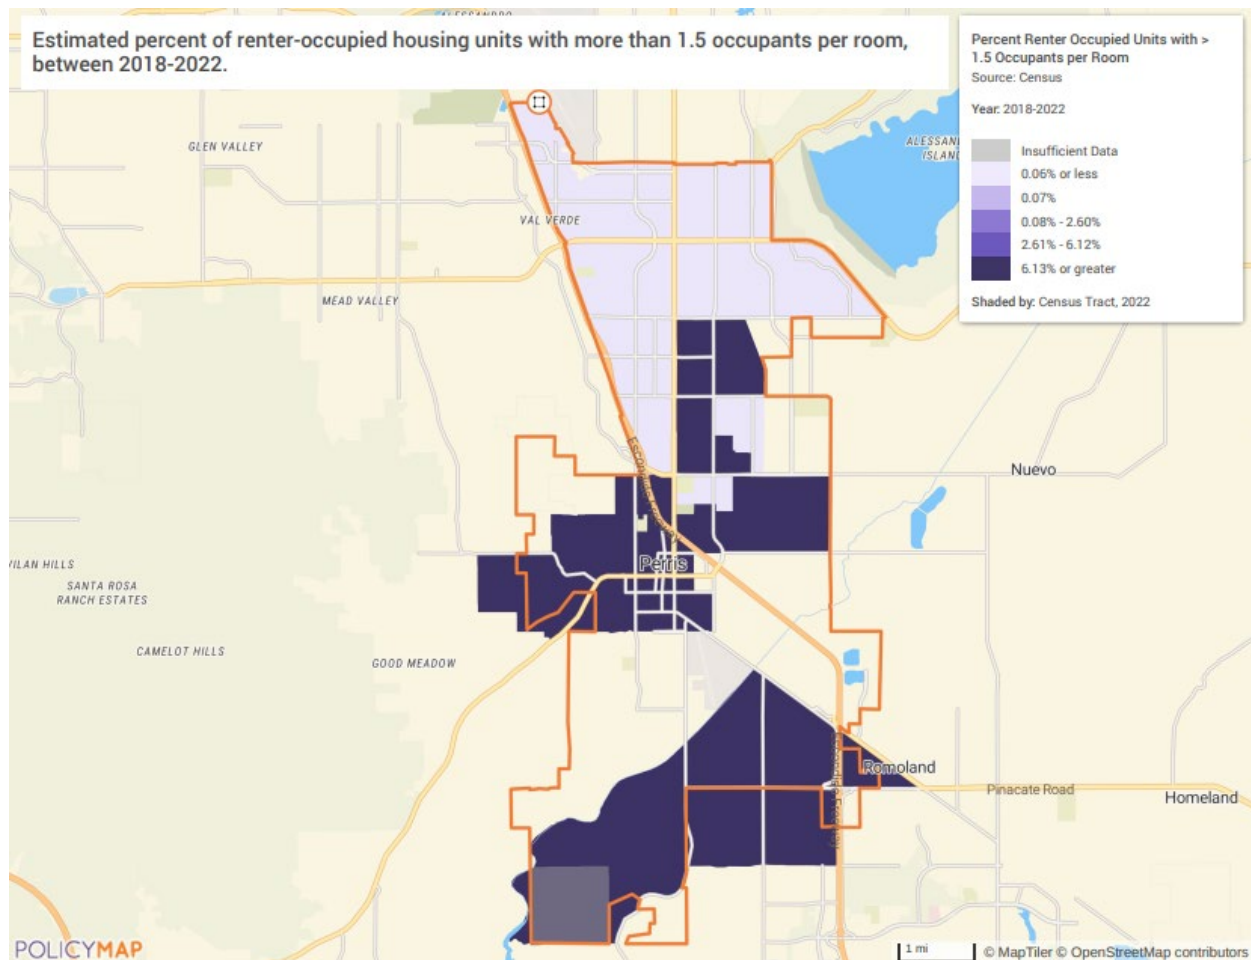 ALESSANDRO
Estimated percent of renter-occupied housing units with more than 1.5 occupants per room,
between 2018-2022.
Percent Renter Occupied Units with >
1.5 Occupants per Room
Source: Census
Year: 2018-2022
Insufficient Data
0.06% or less
0.07%
0.08% - 2.60%
2.61% - 6.12%
6.13% or greater
Shaded by: Census Tract, 2022
GLEN VALLEY
ISLAN
VAL VERDE
MEAD VALLEY
Nuevo
Perris
VILAN HILLS
SANTA ROSA
RANCH ESTATES
CAMELOT HILLS
GOOD MEADOW
Romoland
Pinacate Road
Homeland
POLICYMAP
1 mi
© MapTiler © OpenStreetMap contributors